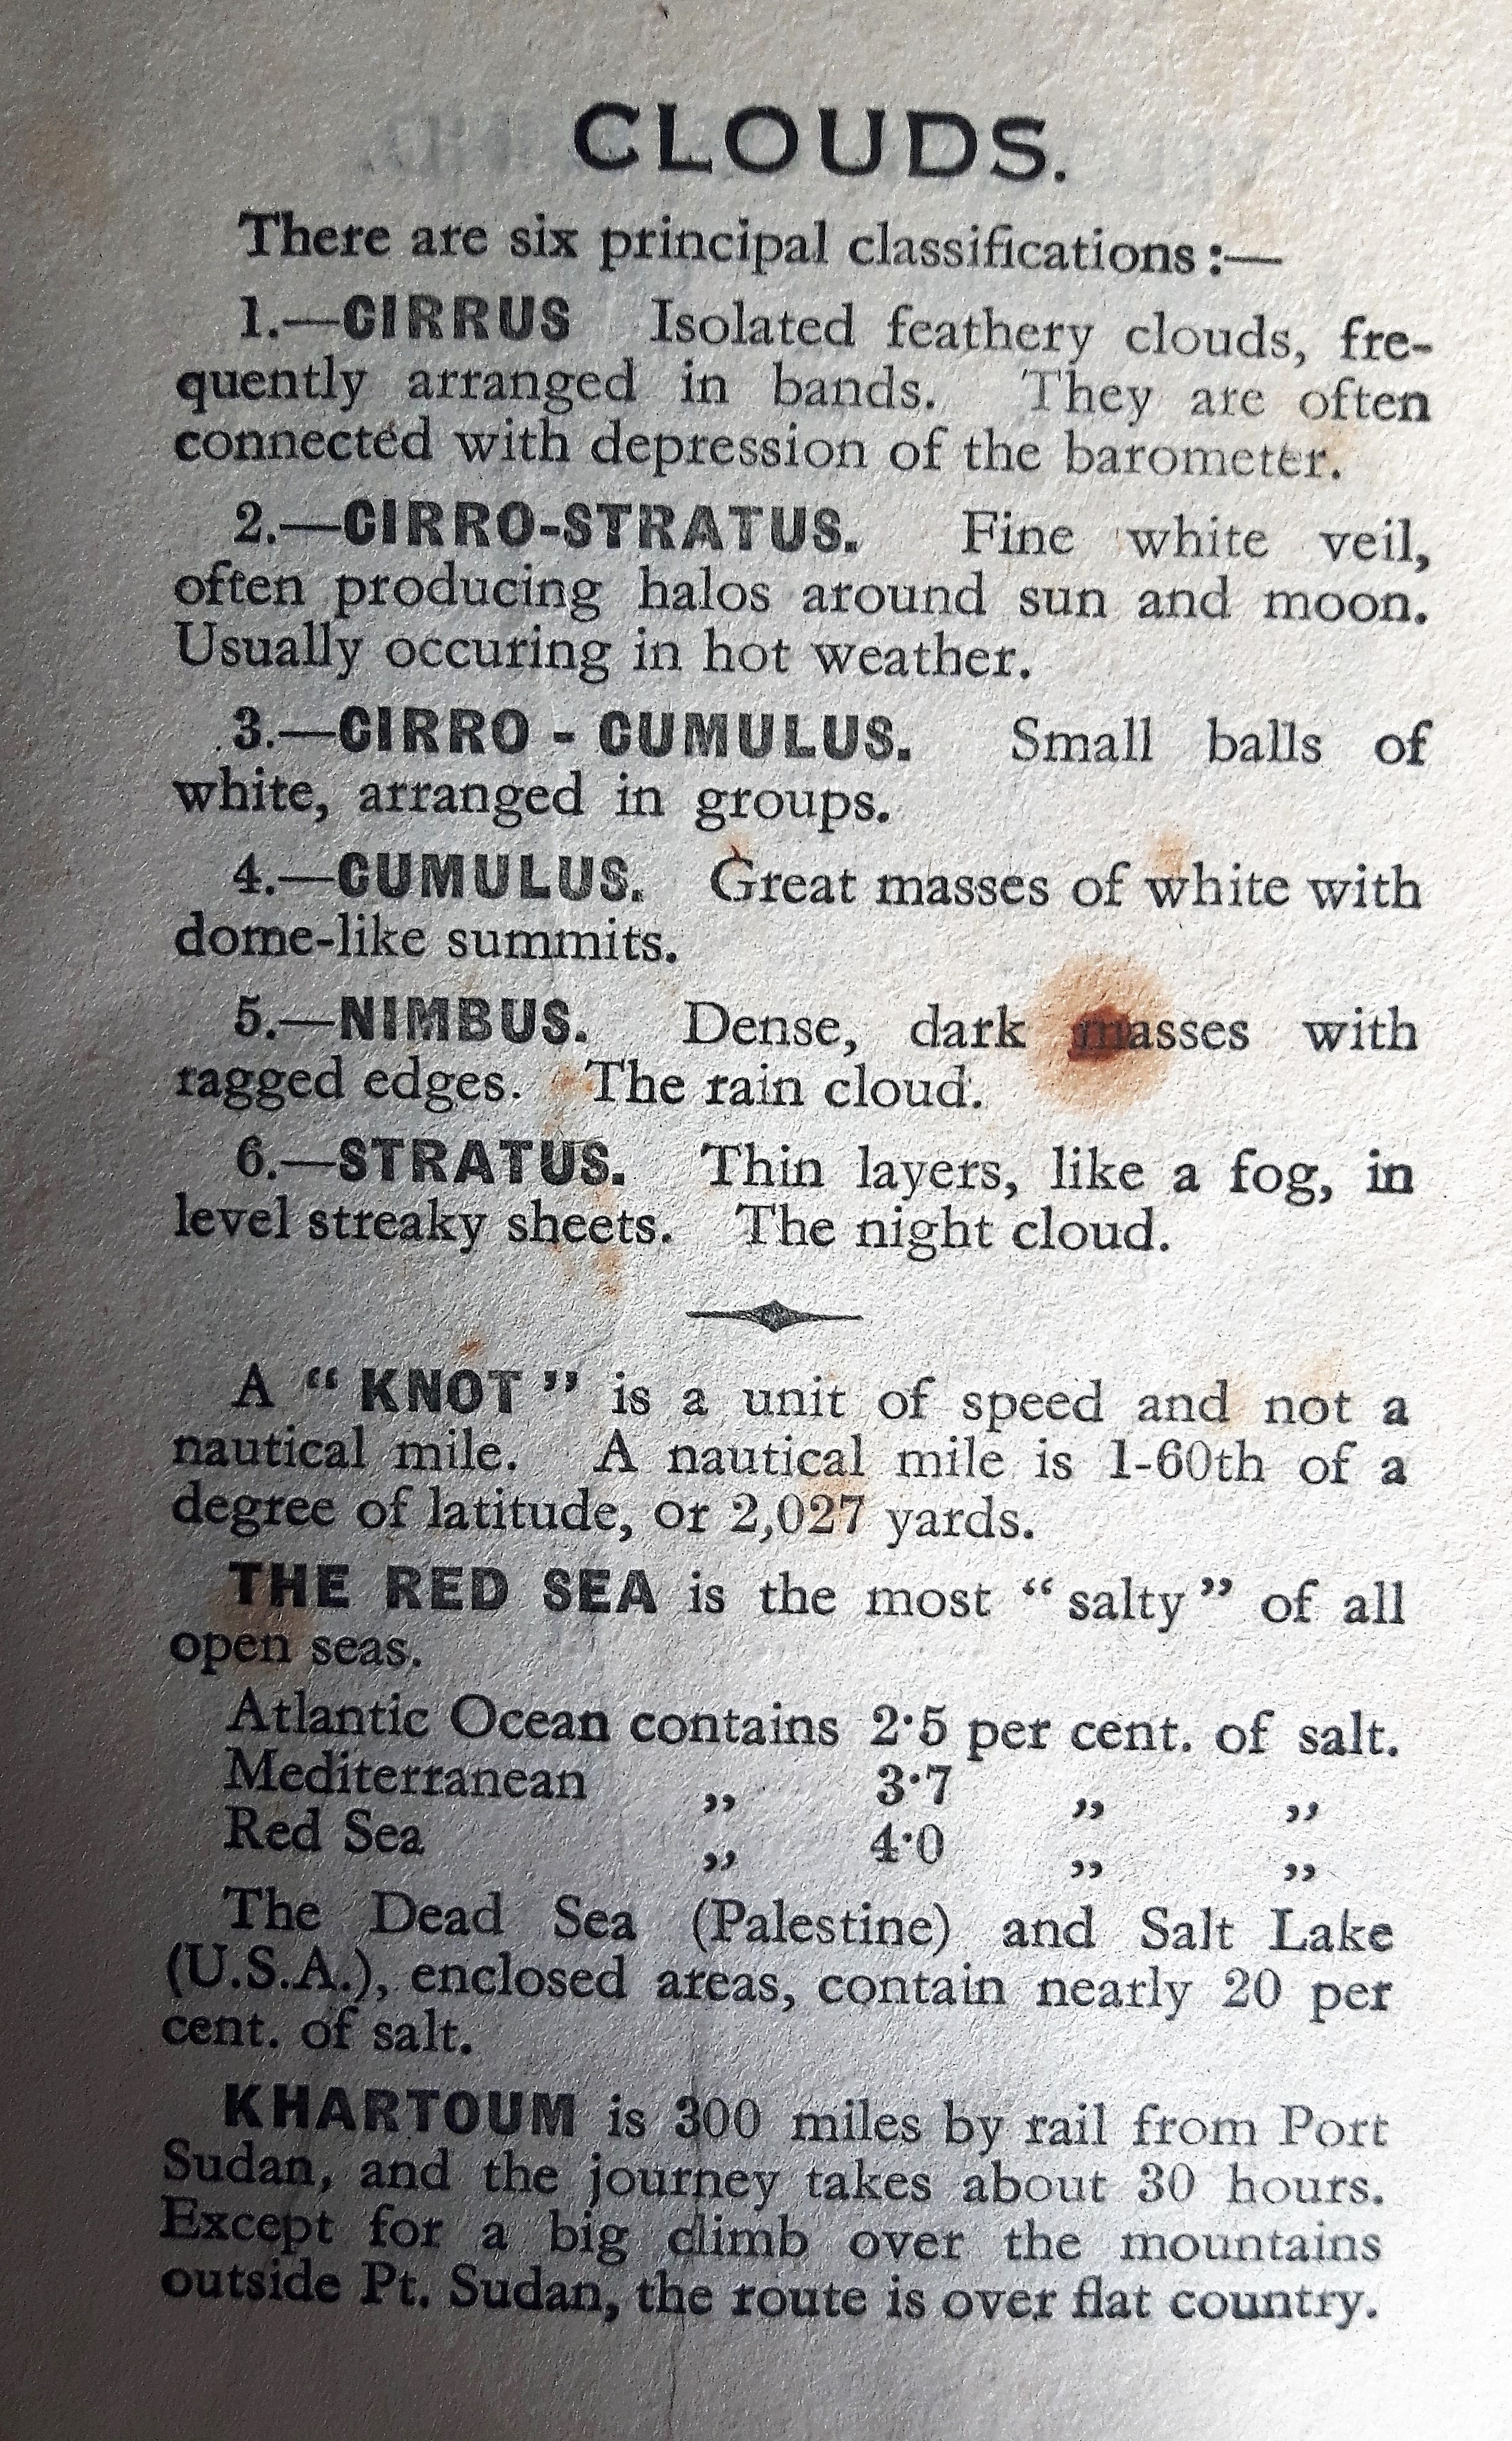 CLOUDS.
There are six principal classifications:—
1.—CIRRUS Isolated feathery clouds, fre-
quently arranged in bands. They are often
connected with depression of the barometer.
2.—CIRRO-STRATUS. Fine white veil,
often producing halos around sun and moon.
Usually occuring in hot weather.
3.—CIRRO - CUMULUS. Small balls of
white, arranged in groups.
4.—CUMULUS. Great masses of white with
dome-like summits.
5.—NIMBUS. Dense, dark masses with
ragged edges. The rain cloud.
6.—STRATUS. Thin layers, like a fog, in
level streaky sheets. The night cloud.
A “ KNOT ” is a unit of speed and not a
nautical mile. A nautical mile is 1-60th of a
degree of latitude, or 2,027 yards.
THE RED SEA is the most “ salty ” of all
open seas.
Atlantic Ocean contains 2·5 per cent. of salt.
Mediterranean ,, 3·7 ,, ,,
Red Sea ,, 4·0 ,, ,,
The Dead Sea (Palestine) and Salt Lake
(U.S.A.), enclosed areas, contain nearly 20 per
cent. of salt.
KHARTOUM is 300 miles by rail from Port
Sudan, and the journey takes about 30 hours.
Except for a big climb over the mountains
outside Pt. Sudan, the route is over flat country.